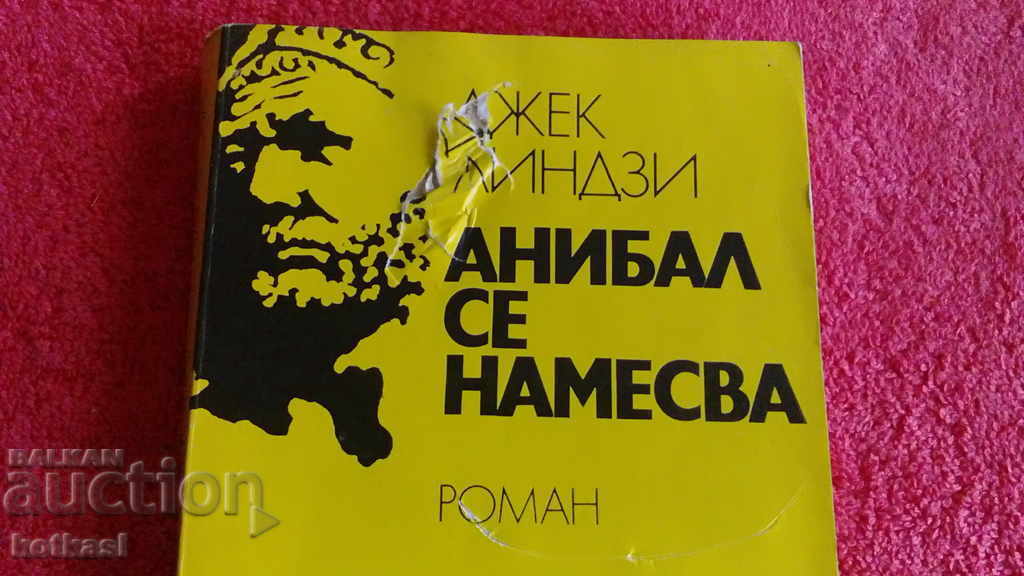 ДЖЕК
ЛИНДЗИ
АНИБАЛ
СЕ
НАМЕСВА
РОМАН
BALKAN
auction
kotkasl